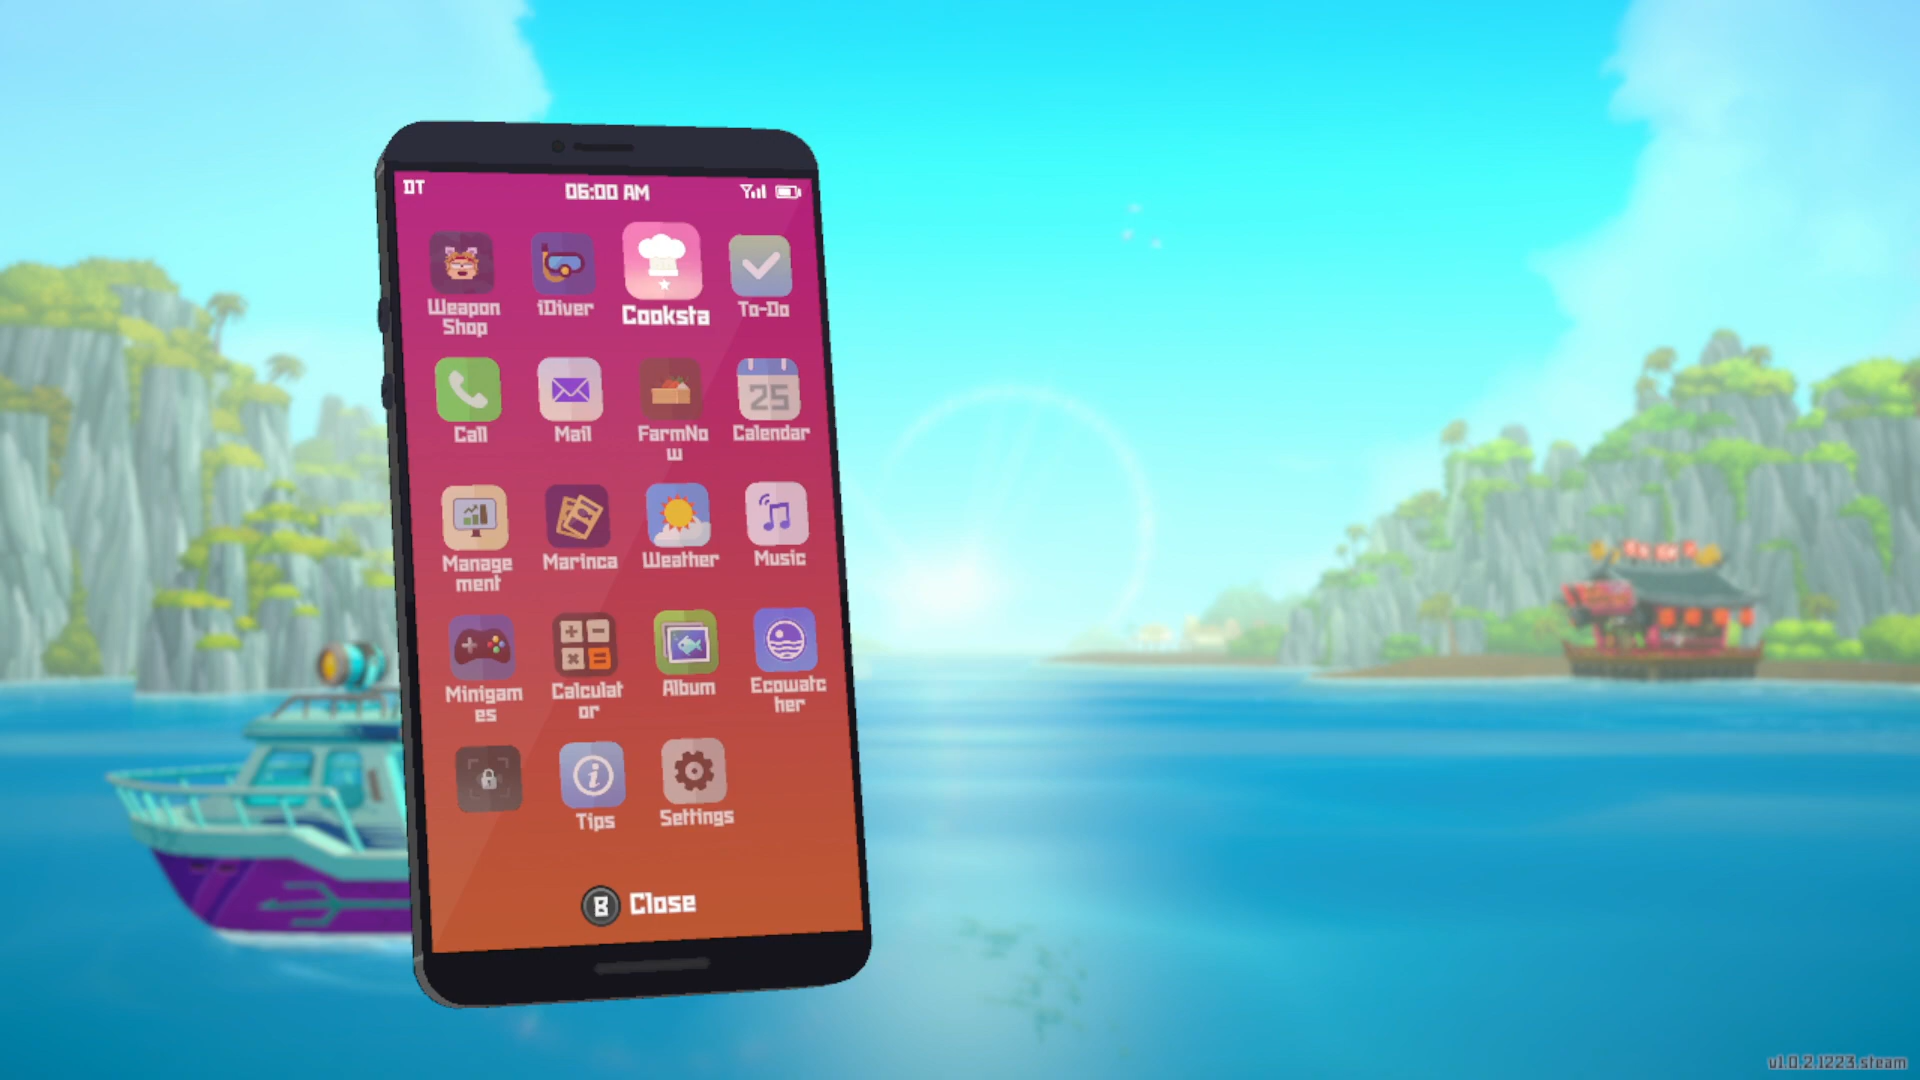 DT
06:00 AM
Weapon
Shop
iDiver
Cooksta
To-Do
Call
Mail
FarmNo
w
25
Calendar
Manage
ment
Marinca
Weather
Music
Minigam
es
Calculat
or
Album
Ecowatc
her
Tips
Settings
B Close
v1.0.2.1223.steam